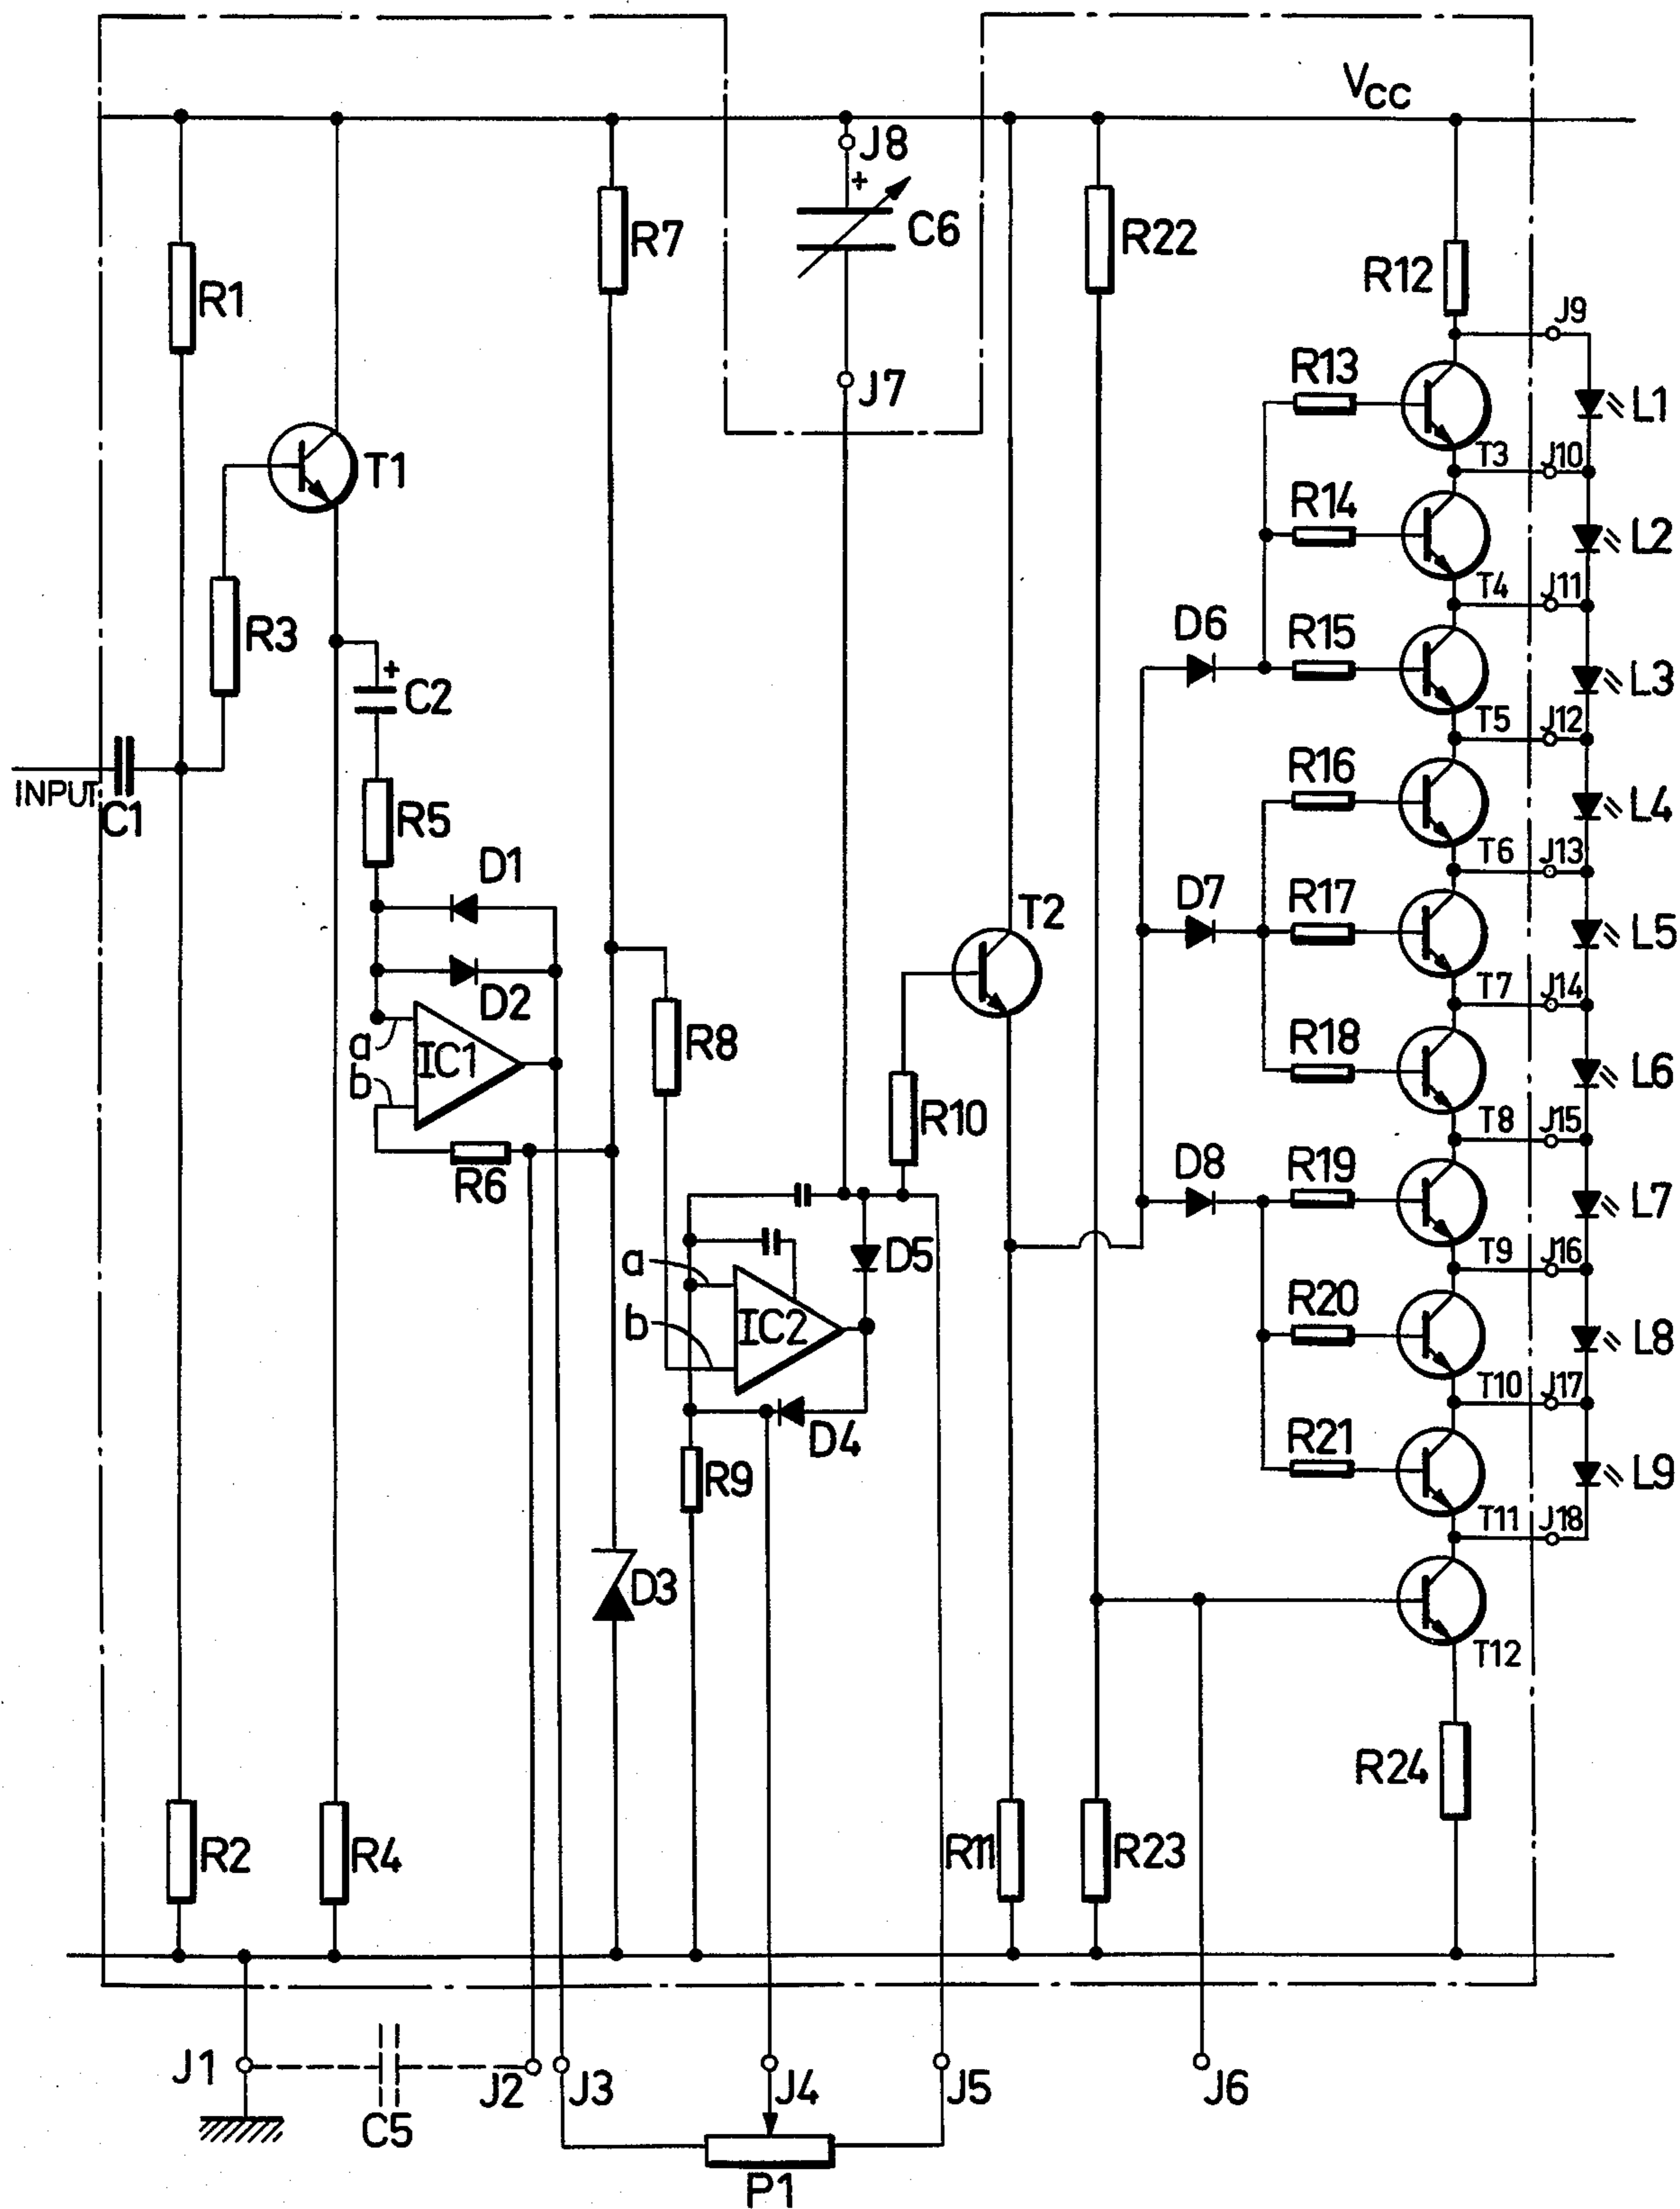 VCC
J8
+
C6
R7
R22
R12
R1
J9
J7
R13
L1
T1
T3
J10
R14
L2
R3
T4
J11
D6
R15
L3
+
C2
T5
J12
R16
INPUT
C1
R5
L4
T6
J13
D1
D7
R17
T2
L5
D2
T7
J14
a
IC1
R8
R18
L6
b
R10
T8
J15
R6
D8
R19
L7
a
D5
T9
J16
b
IC2
R20
L8
T10
J17
D4
R21
R9
L9
T11
J18
D3
T12
R24
R2
R4
R11
R23
J1
J2
J3
J4
J5
J6
C5
P1